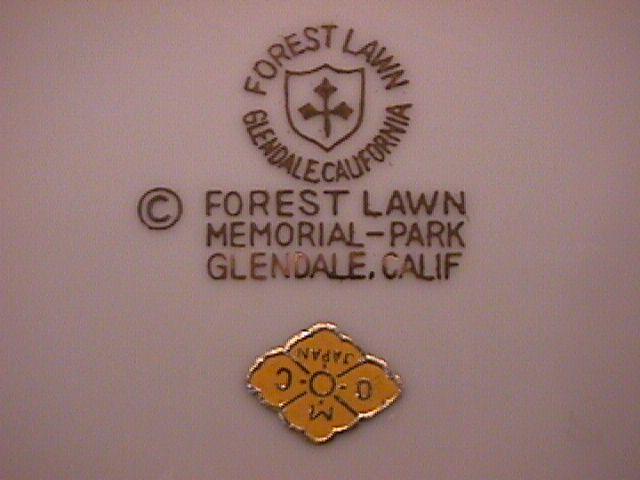 FOREST LAWN
GLENDALE, CALIFORNIA
© FOREST LAWN
MEMORIAL-PARK
GLENDALE, CALIF
JAPAN
O M C